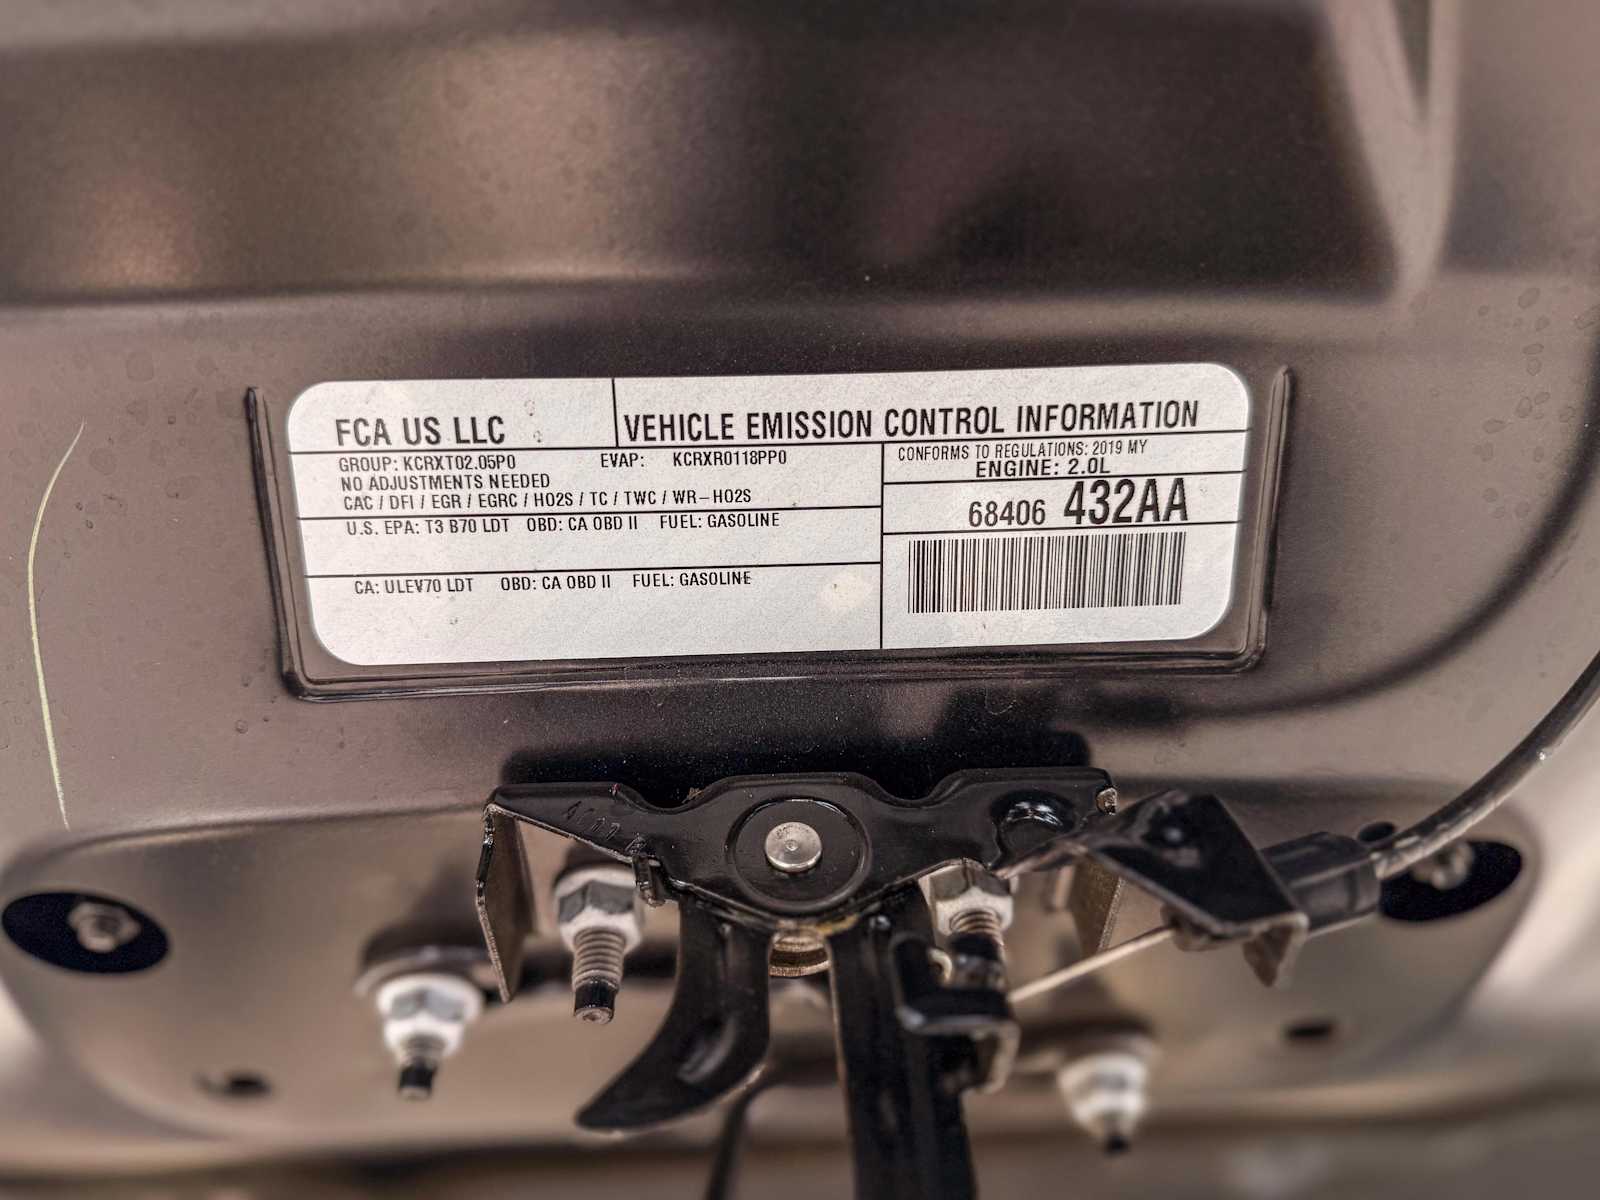 FCA US LLC
VEHICLE EMISSION CONTROL INFORMATION
GROUP: KCRXT02.05P0 EVAP: KCRXR0118PP0
NO ADJUSTMENTS NEEDED
CAC / DFI / EGR / EGRC / HO2S / TC / TWC / WR-HO2S
CONFORMS TO REGULATIONS: 2019 MY
ENGINE: 2.0L
68406 432AA
U.S. EPA: T3 B70 LDT OBD: CA OBD II FUEL: GASOLINE
CA: ULEV70 LDT OBD: CA OBD II FUEL: GASOLINE